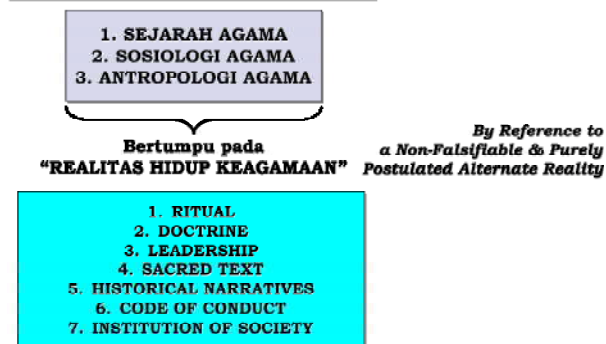 1. SEJARAH AGAMA
2. SOSIOLOGI AGAMA
3. ANTROPOLOGI AGAMA
Bertumpu pada
“REALITAS HIDUP KEAGAMAAN”
By Reference to
a Non-Falsifiable & Purely
Postulated Alternate Reality
1. RITUAL
2. DOCTRINE
3. LEADERSHIP
4. SACRED TEXT
5. HISTORICAL NARRATIVES
6. CODE OF CONDUCT
7. INSTITUTION OF SOCIETY